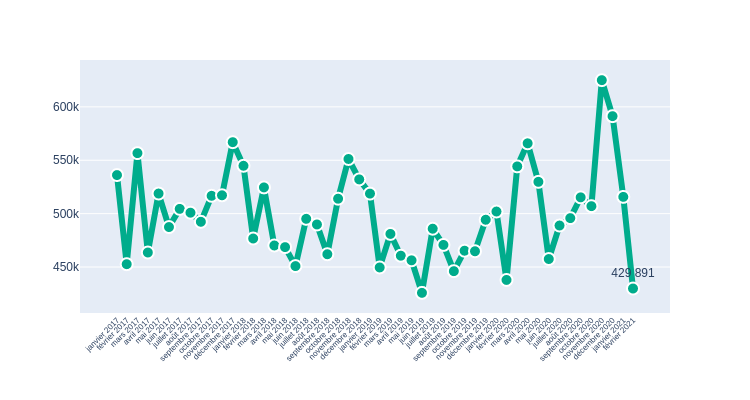 600k
550k
500k
450k
429,891
janvier 2017
février 2017
mars 2017
avril 2017
mai 2017
juin 2017
juillet 2017
août 2017
septembre 2017
octobre 2017
novembre 2017
décembre 2017
janvier 2018
février 2018
mars 2018
avril 2018
mai 2018
juin 2018
juillet 2018
août 2018
septembre 2018
octobre 2018
novembre 2018
décembre 2018
janvier 2019
février 2019
mars 2019
avril 2019
mai 2019
juin 2019
juillet 2019
août 2019
septembre 2019
octobre 2019
novembre 2019
décembre 2019
janvier 2020
février 2020
mars 2020
avril 2020
mai 2020
juin 2020
juillet 2020
août 2020
septembre 2020
octobre 2020
novembre 2020
décembre 2020
janvier 2021
février 2021